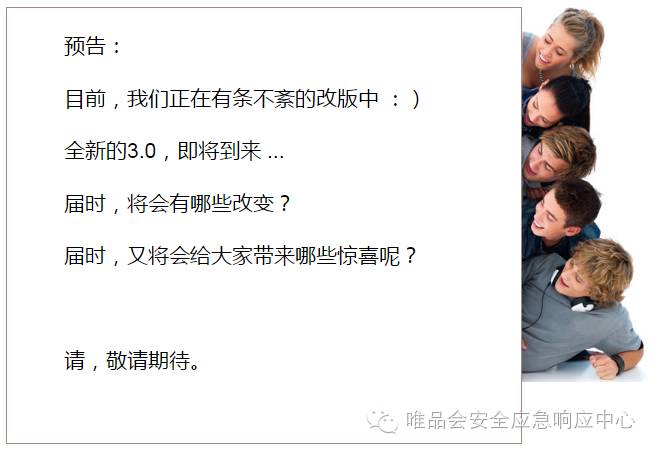 预告：
目前，我们正在有条不紊的改版中 ：）
全新的3.0，即将到来 ...
届时，将会有哪些改变？
届时，又将会给大家带来哪些惊喜呢？
请，敬请期待。
唯品会安全应急响应中心